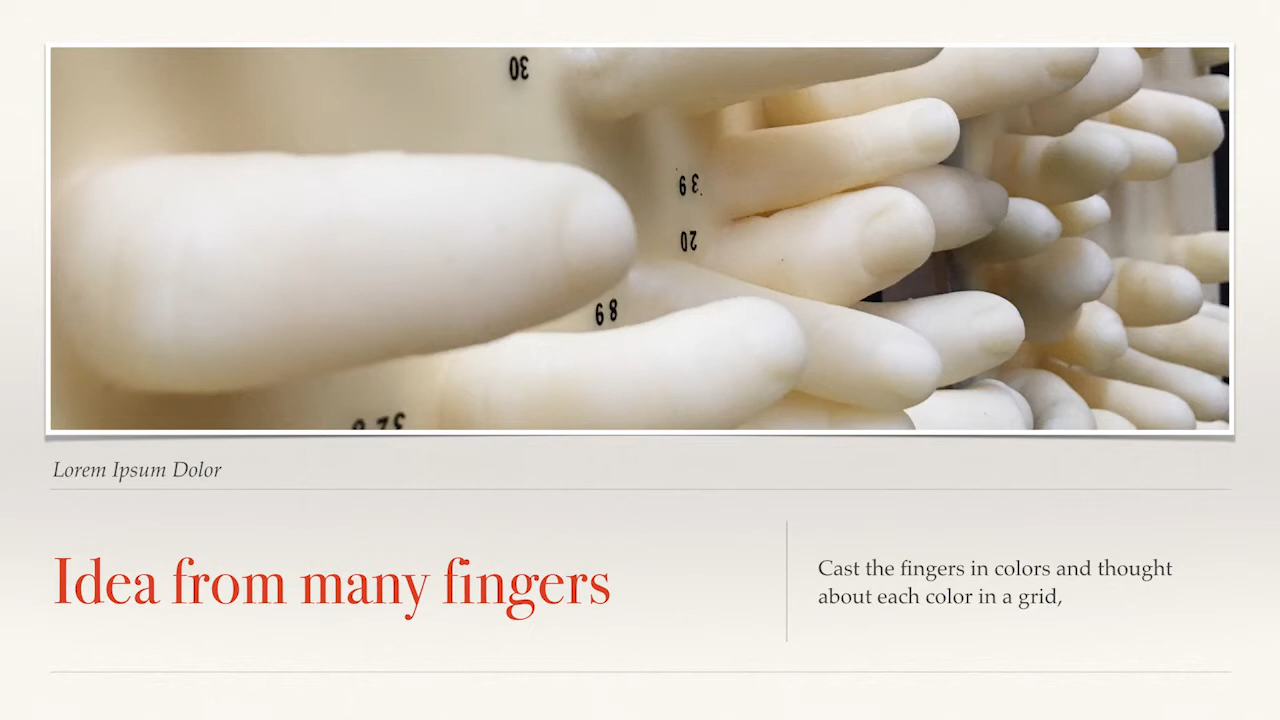 30
39
20
89
Lorem Ipsum Dolor
Idea from many fingers
Cast the fingers in colors and thought
about each color in a grid,